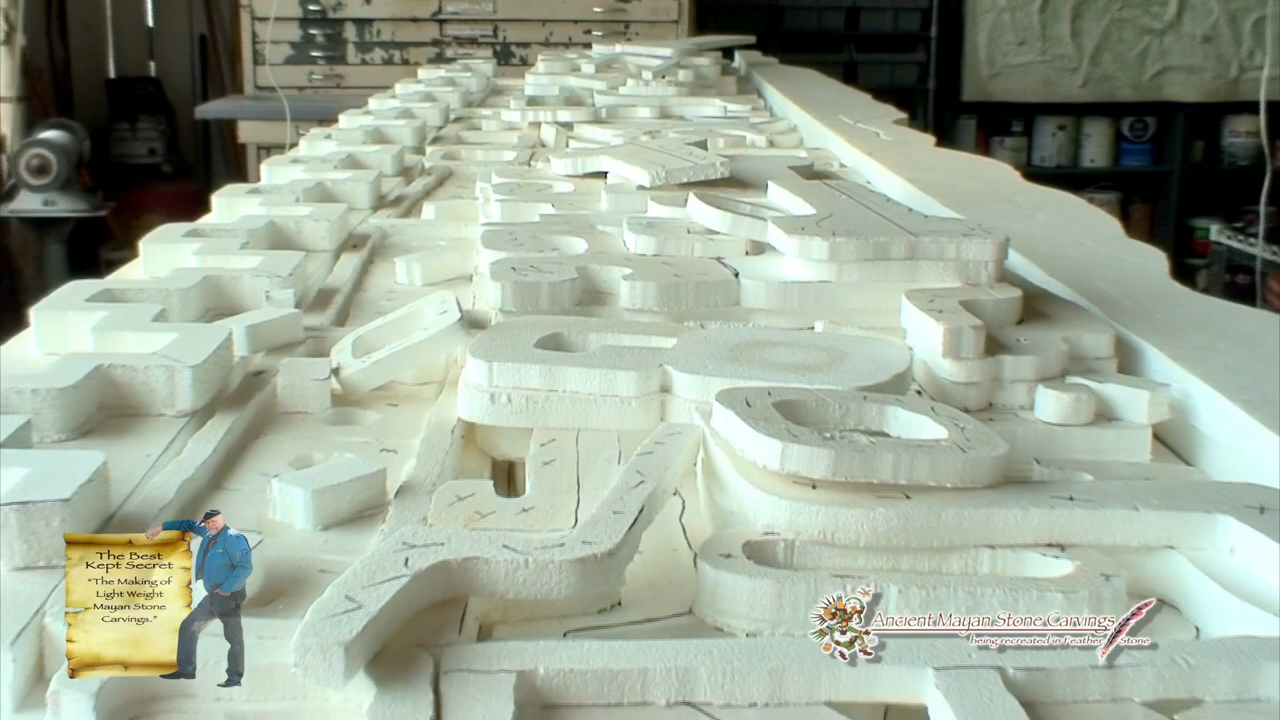 The Best
Kept Secret
"The Making of
Light Weight
Mayan Stone
Carvings."
Ancient Mayan Stone Carvings
being recreated in Feather Stone